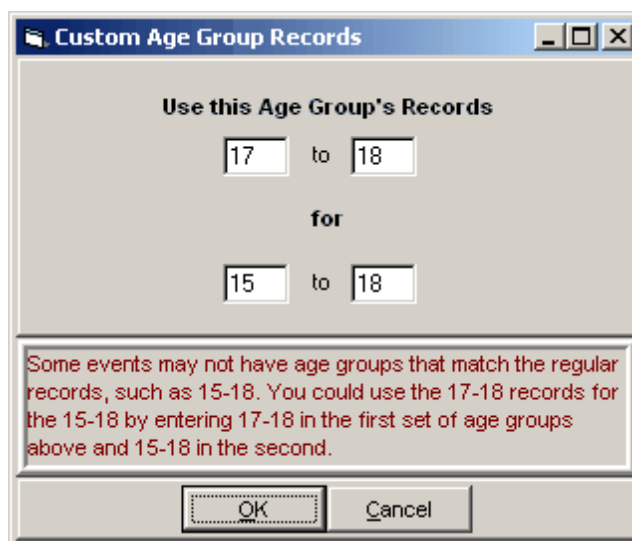 Custom Age Group Records
Use this Age Group's Records
17 to 18
for
15 to 18
Some events may not have age groups that match the regular
records, such as 15-18. You could use the 17-18 records for
the 15-18 by entering 17-18 in the first set of age groups
above and 15-18 in the second.
OK Cancel